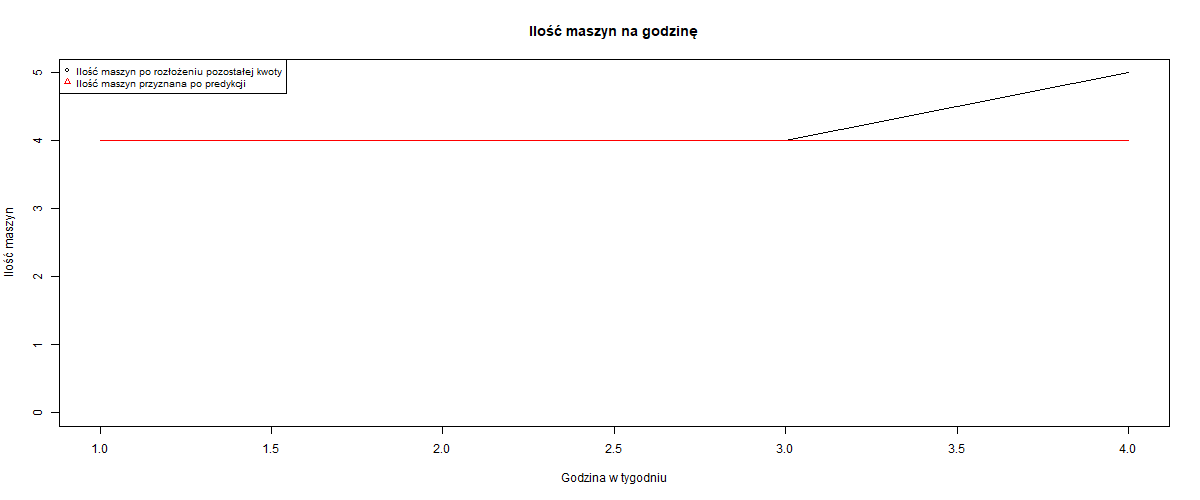 Ilość maszyn na godzinę
Ilość maszyn po rozłożeniu pozostałej kwoty
Ilość maszyn przyznana po predykcji
Ilość maszyn
5
4
3
2
1
0
1.0 1.5 2.0 2.5 3.0 3.5 4.0
Godzina w tygodniu